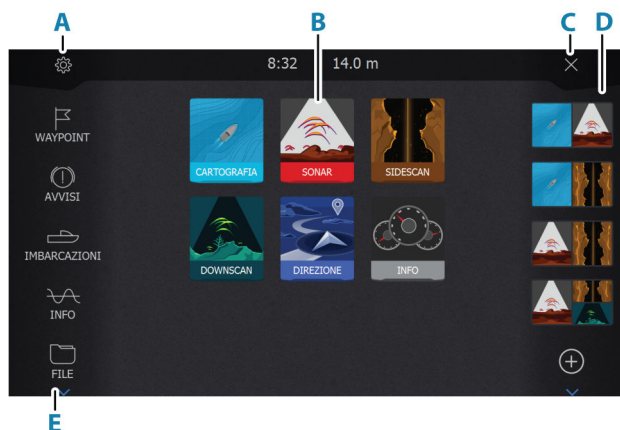 A
B
C
D
8:32 14.0 m
WAYPOINT
AVVISI
IMBARCAZIONI
INFO
FILE
CARTOGRAFIA SONAR SIDESCAN
DOWNSCAN DIREZIONE INFO
E